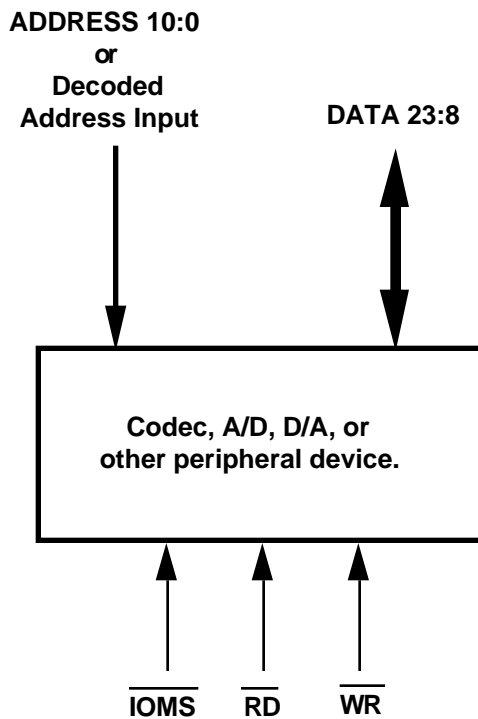 ADDRESS 10:0
or
Decoded
Address Input
DATA 23:8
Codec, A/D, D/A, or
other peripheral device.
IOMS RD WR